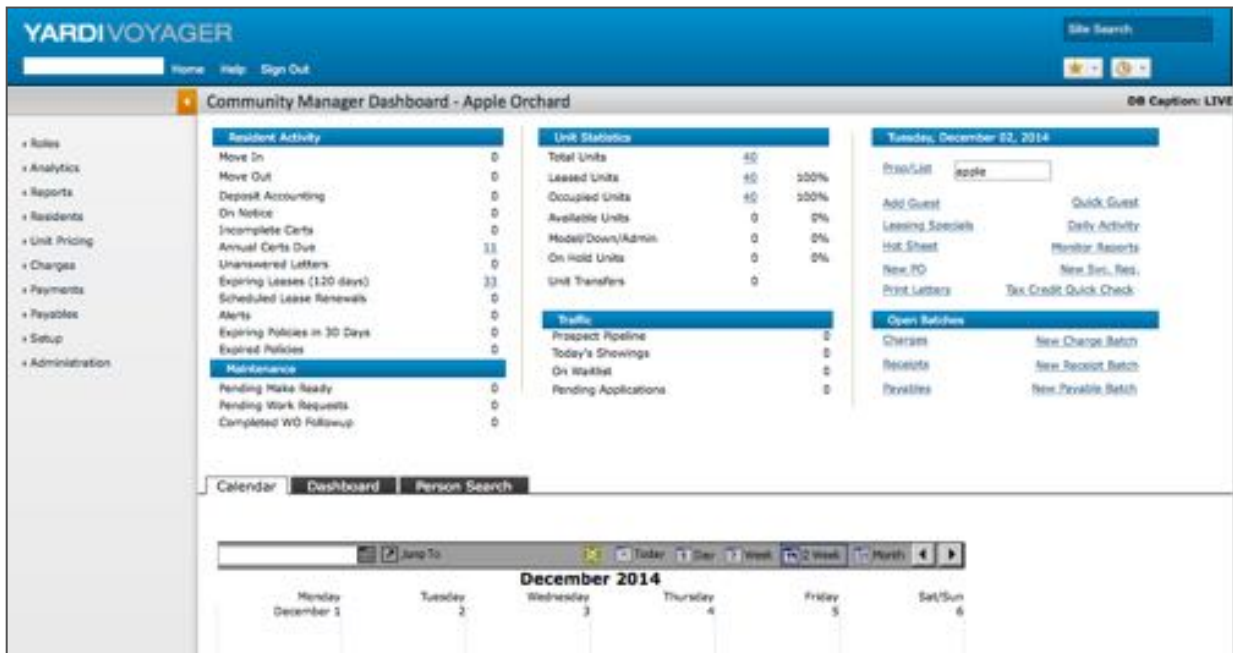 YARDI VOYAGER
Site Search
Home Help Sign Out
Community Manager Dashboard - Apple Orchard
DB Caption: LIVE
Roles
Analytics
Reports
Residents
Unit Pricing
Charges
Payments
Payables
Setup
Administration
Resident Activity
Move In 0
Move Out 0
Deposit Accounting 0
On Notice 0
Incomplete Certs 0
Annual Certs Due 11
Unanswered Letters 0
Expiring Leases (120 days) 33
Scheduled Lease Renewals 0
Alerts 0
Expiring Policies in 30 Days 0
Expired Policies 0
Maintenance
Pending Make Ready 0
Pending Work Requests 0
Completed WO Followup 0
Unit Statistics
Total Units 40
Leased Units 40 100%
Occupied Units 40 100%
Available Units 0 0%
Model/Down/Admin 0 0%
On Hold Units 0 0%
Unit Transfers 0
Traffic
Prospect Pipeline 0
Today's Showings 0
On Waitlist 0
Pending Applications 0
Tuesday, December 02, 2014
Prop/List apple
Add Guest Quick Guest
Leasing Specials Daily Activity
Hot Sheet Monitor Reports
New PO New Svc. Req.
Print Letters Tax Credit Quick Check
Open Batches
Charges New Charge Batch
Receipts New Receipt Batch
Payables New Payable Batch
Calendar Dashboard Person Search
Jump To Today Day Week 2 Week Month
December 2014
Monday Tuesday Wednesday Thursday Friday Sat/Sun
December 1 2 3 4 5 6